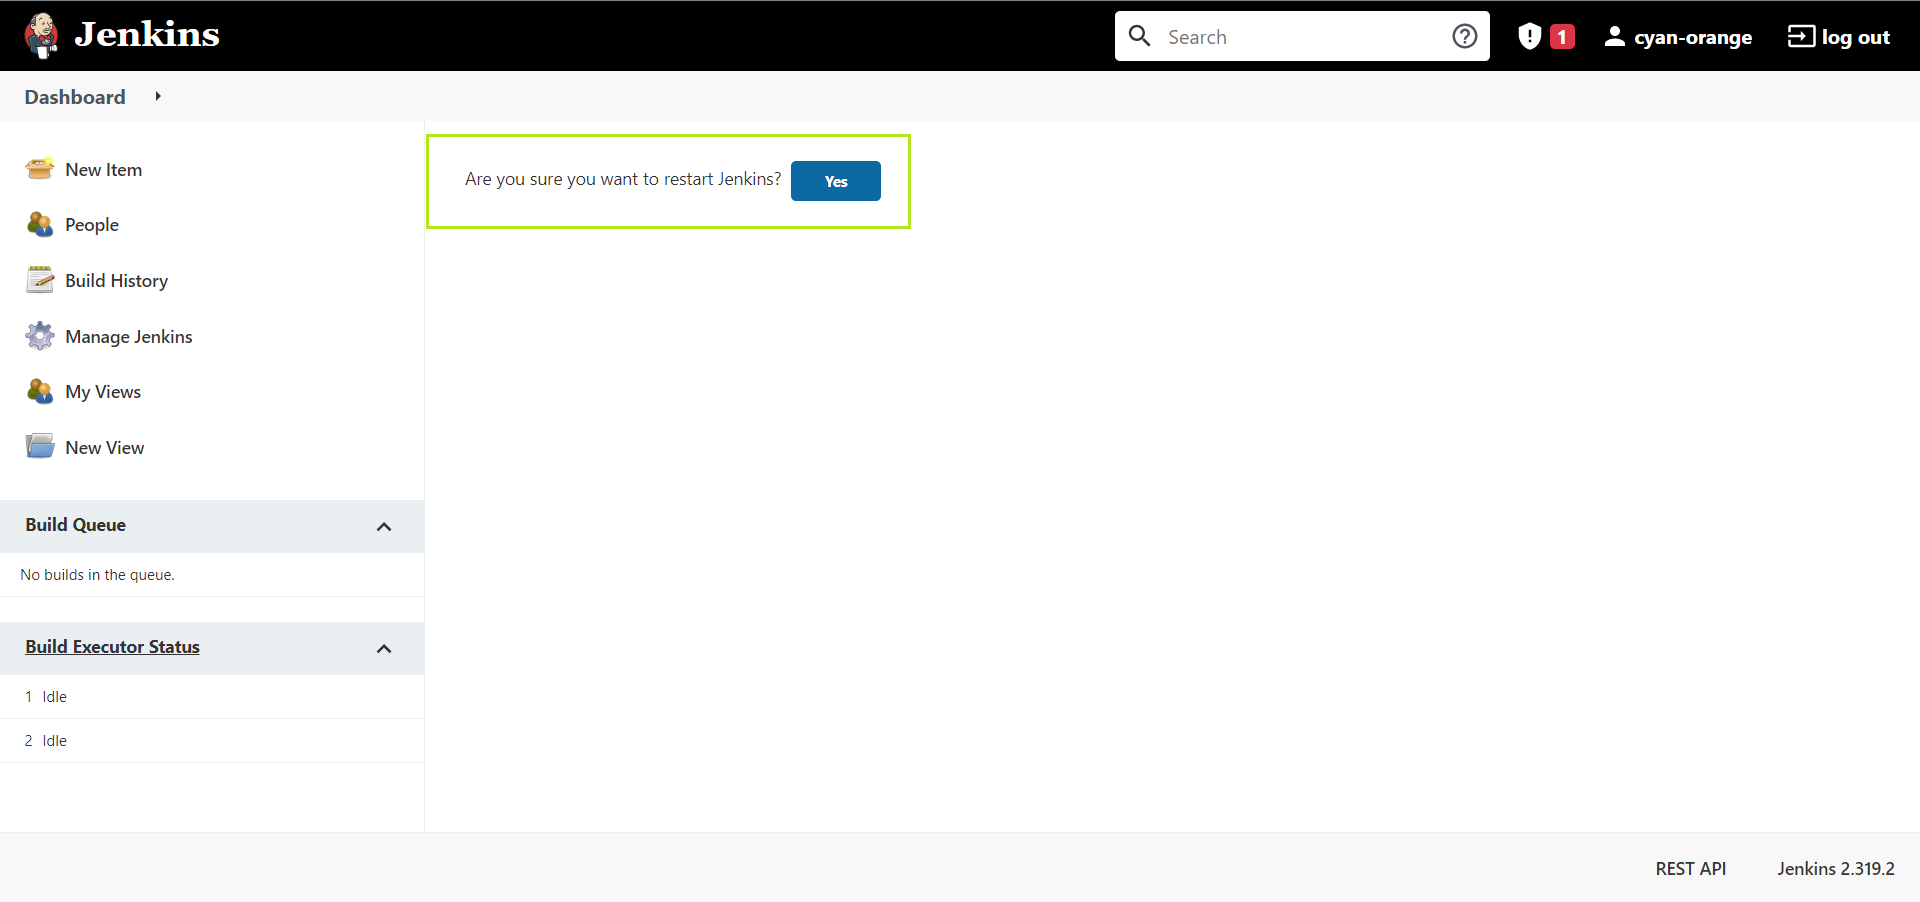 Jenkins
Search
1
cyan-orange
log out
Dashboard
New Item
People
Build History
Manage Jenkins
My Views
New View
Build Queue
No builds in the queue.
Build Executor Status
1 Idle
2 Idle
Are you sure you want to restart Jenkins? Yes
REST API
Jenkins 2.319.2